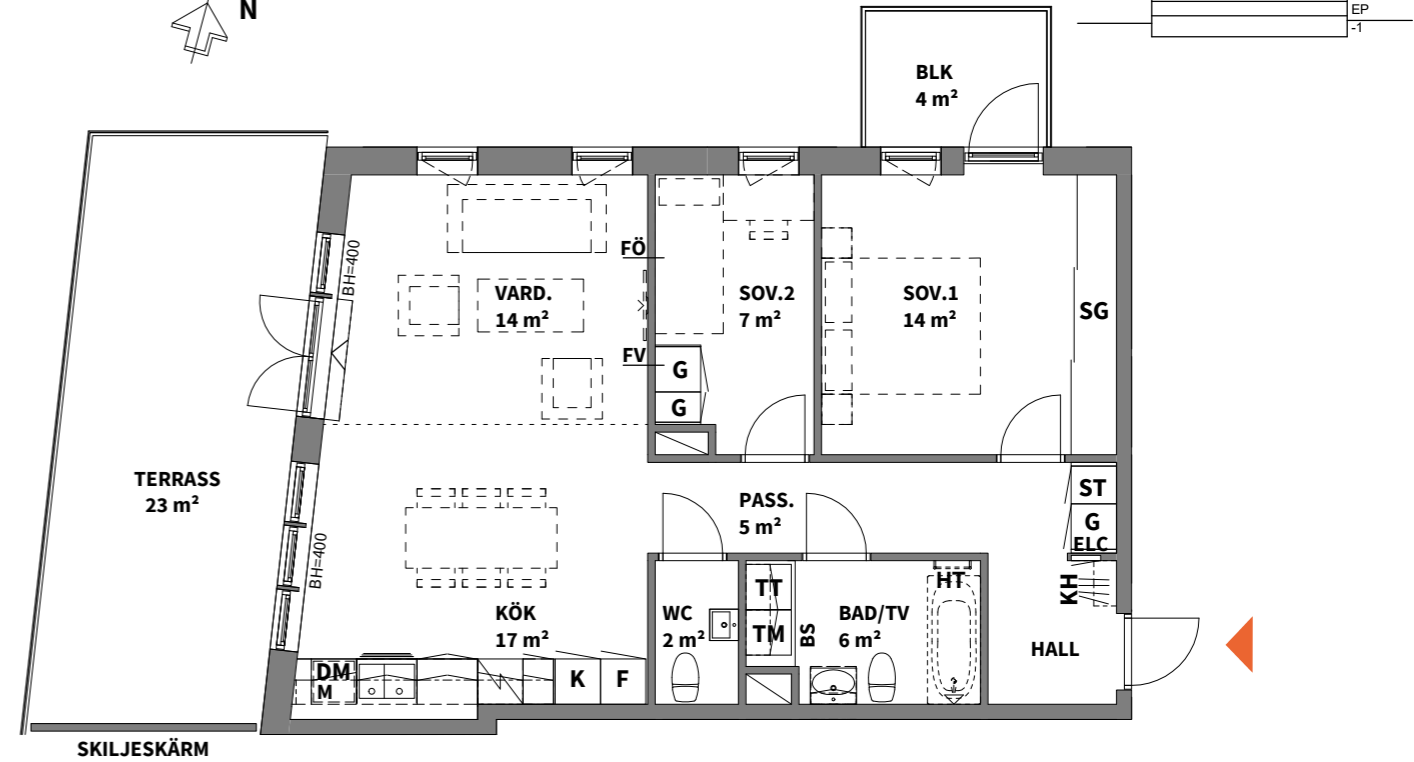 N
EP
-1
BLK
4 m²
BH=400
FÖ
VARD.
14 m²
SOV.2
7 m²
SOV.1
14 m²
SG
FV
G
G
TERRASS
23 m²
PASS.
5 m²
ST
G
ELC
BH=400
KÖK
17 m²
WC
2 m²
TT
TM
BS
BAD/TV
6 m²
HT
KH
HALL
DM
M
K
F
SKILJESKÄRM